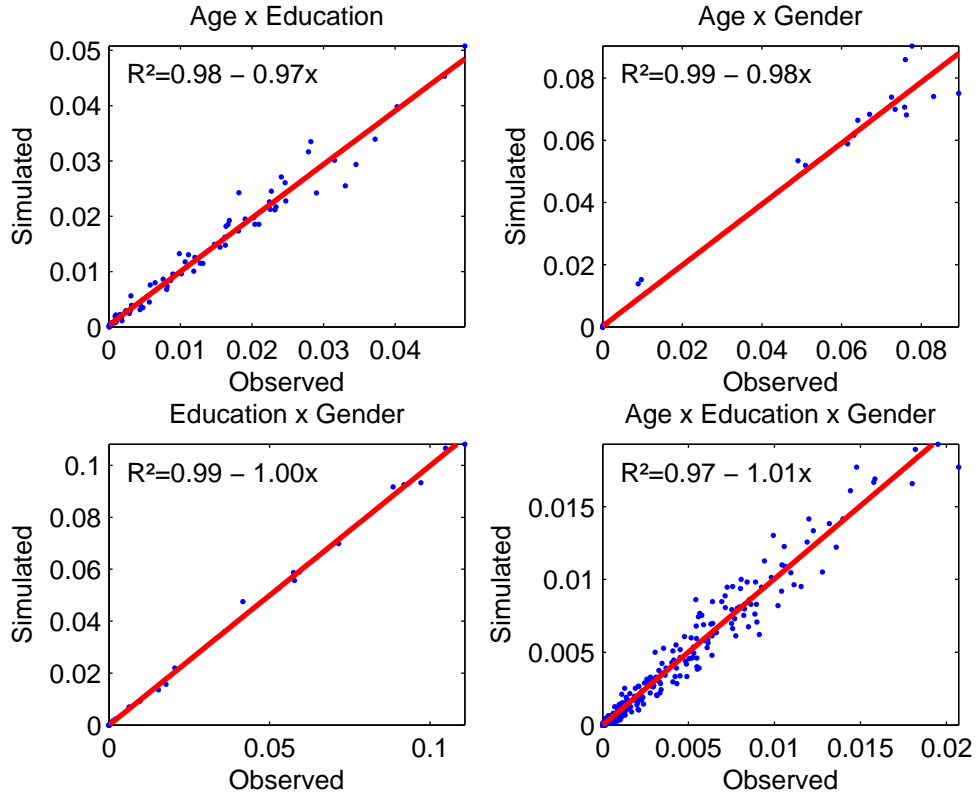 Age x Education
R²=0.98 − 0.97x
Simulated
0.05
0.04
0.03
0.02
0.01
0
0 0.01 0.02 0.03 0.04
Observed
Age x Gender
R²=0.99 − 0.98x
Simulated
0.08
0.06
0.04
0.02
0
0 0.02 0.04 0.06 0.08
Observed
Education x Gender
R²=0.99 − 1.00x
Simulated
0.1
0.08
0.06
0.04
0.02
0
0 0.05 0.1
Observed
Age x Education x Gender
R²=0.97 − 1.01x
Simulated
0.015
0.01
0.005
0
0 0.005 0.01 0.015 0.02
Observed